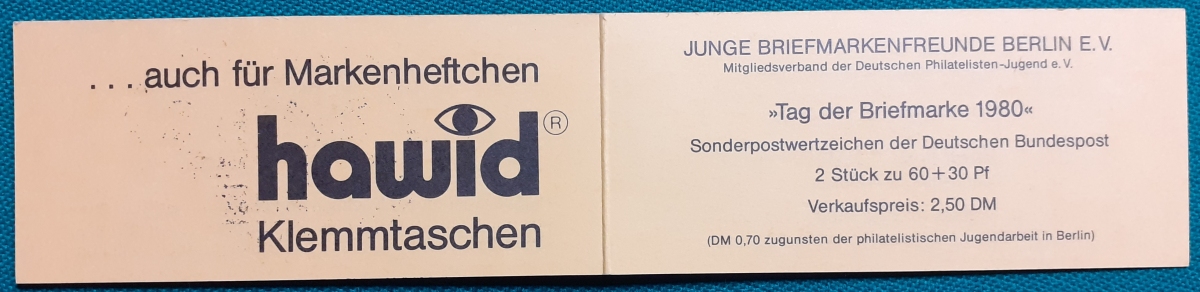 . . . . auch für Markenheftchen
hawid®
Klemmtaschen
JUNGE BRIEFMARKENFREUNDE BERLIN E. V.
Mitgliedsverband der Deutschen Philatelisten-Jugend e. V.
»Tag der Briefmarke 1980«
Sonderpostwertzeichen der Deutschen Bundespost
2 Stück zu 60 + 30 Pf
Verkaufspreis: 2,50 DM
(DM 0,70 zugunsten der philatelistischen Jugendarbeit in Berlin)